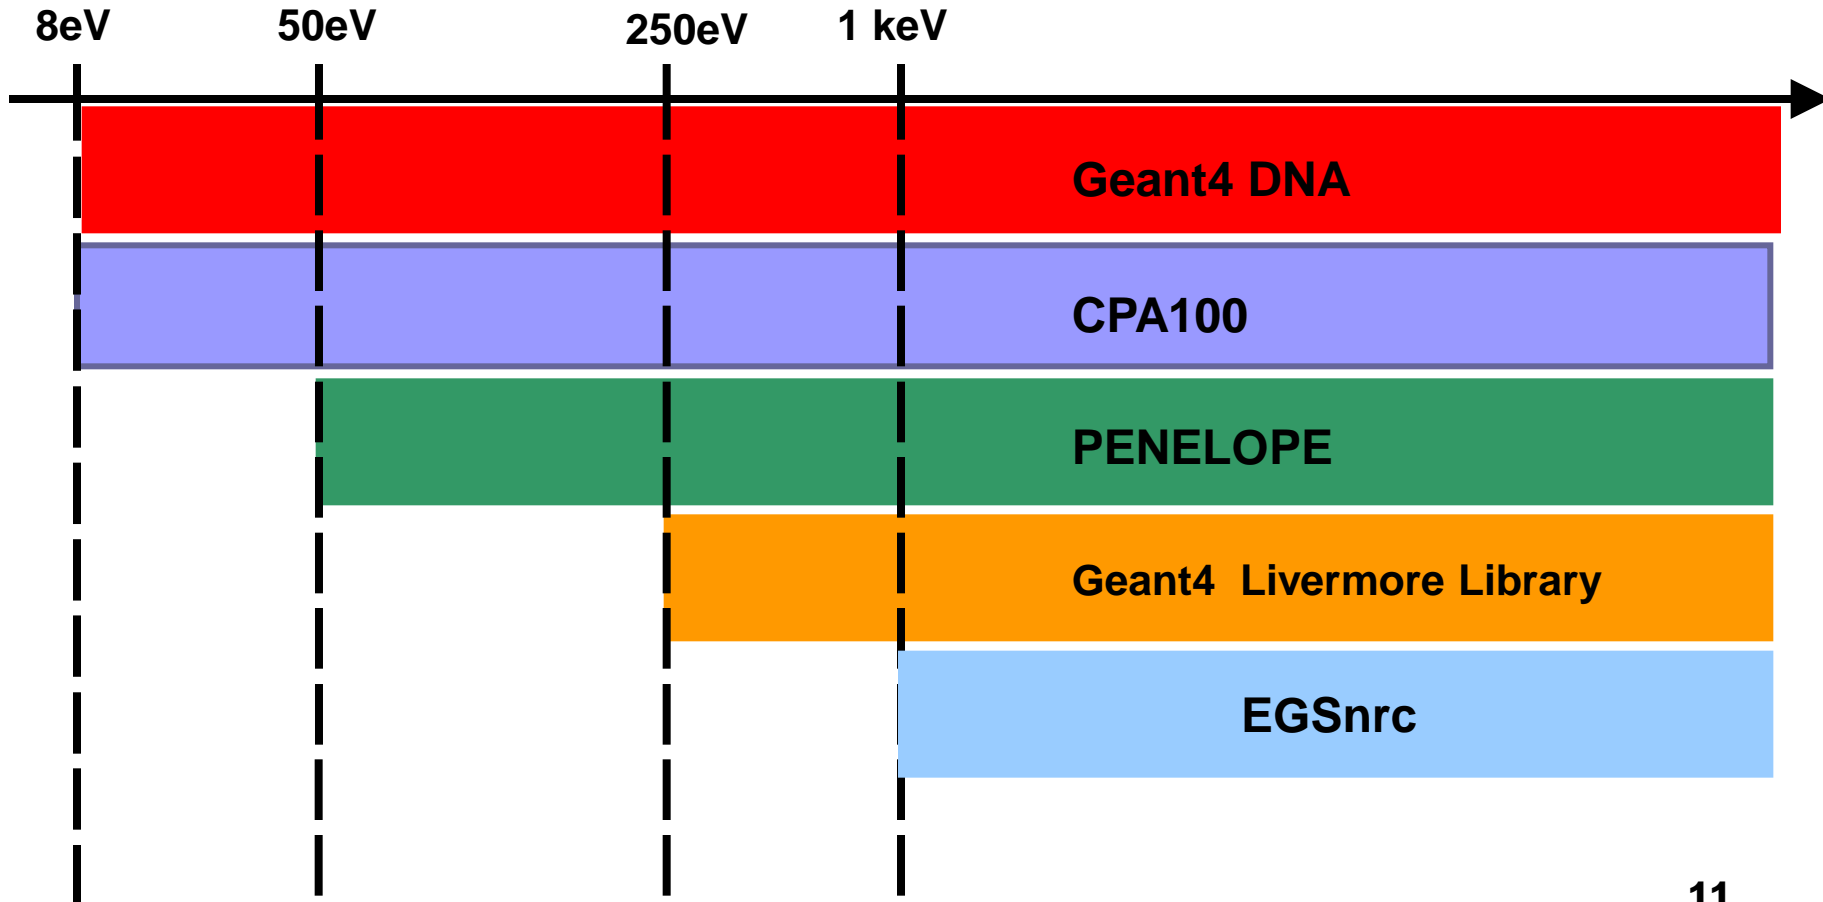 8eV 50eV 250eV 1 keV
Geant4 DNA
CPA100
PENELOPE
Geant4 Livermore Library
EGSnrc
11